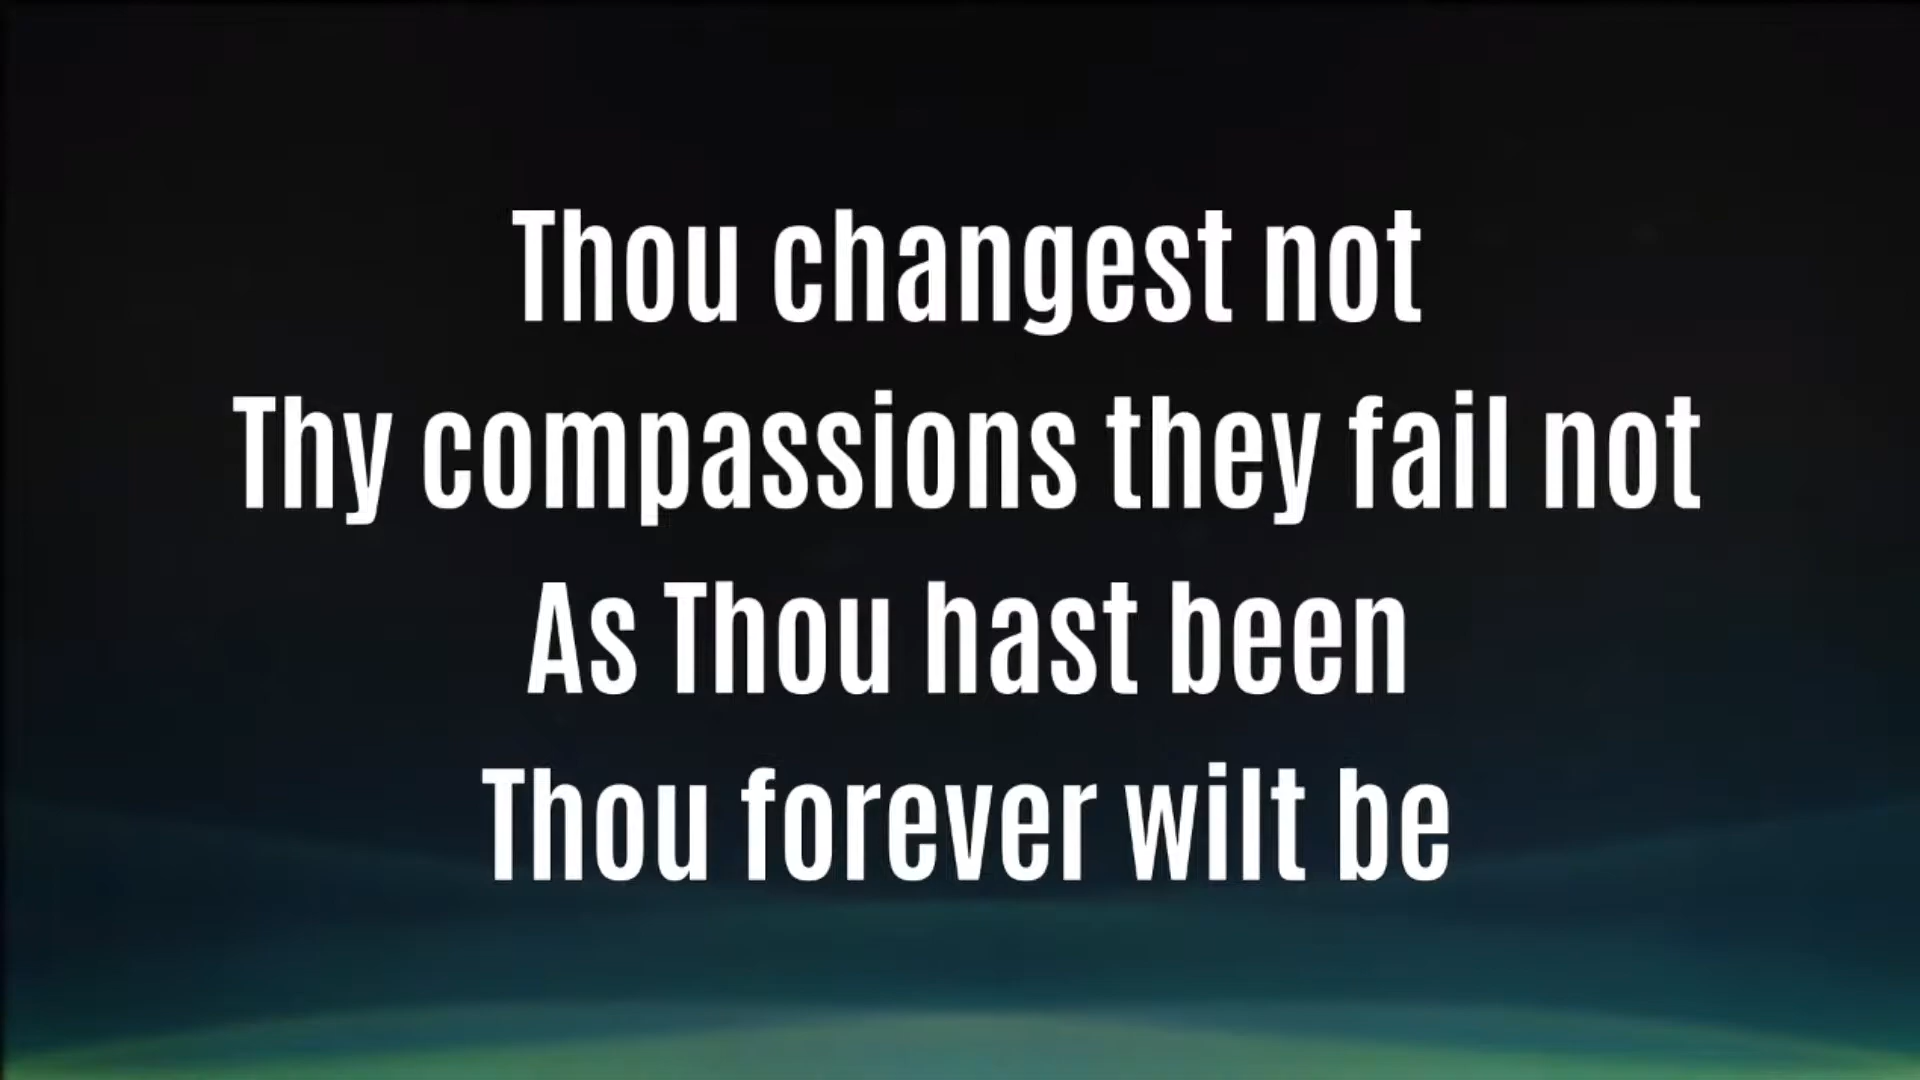 Thou changest not
Thy compassions they fail not
As Thou hast been
Thou forever wilt be